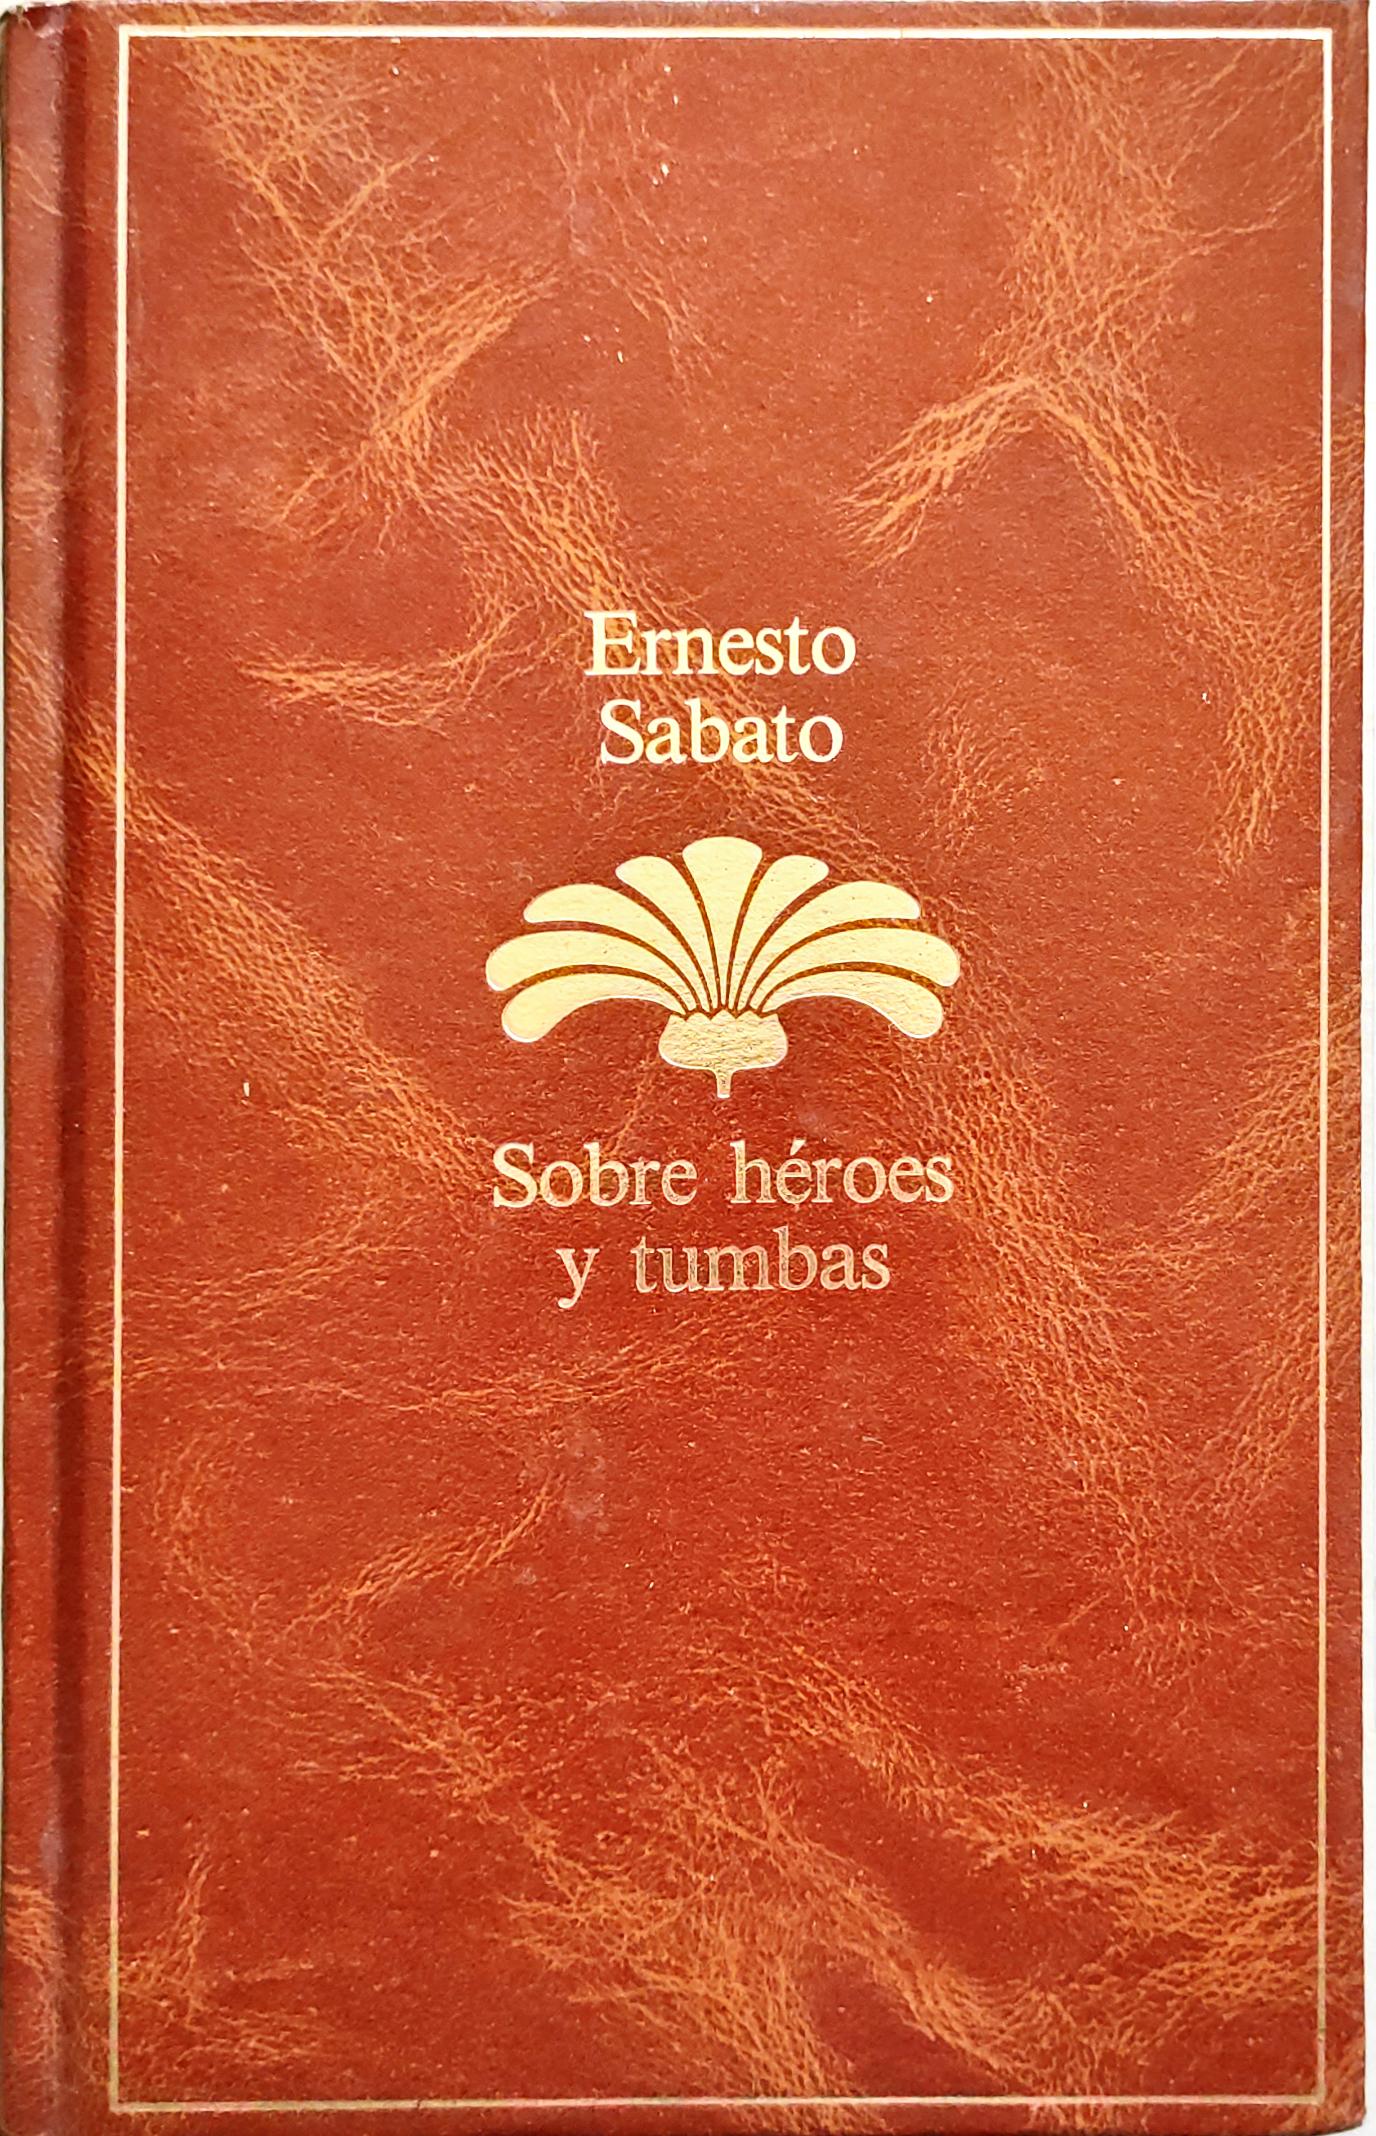 Ernesto
Sabato
Sobre héroes
y tumbas